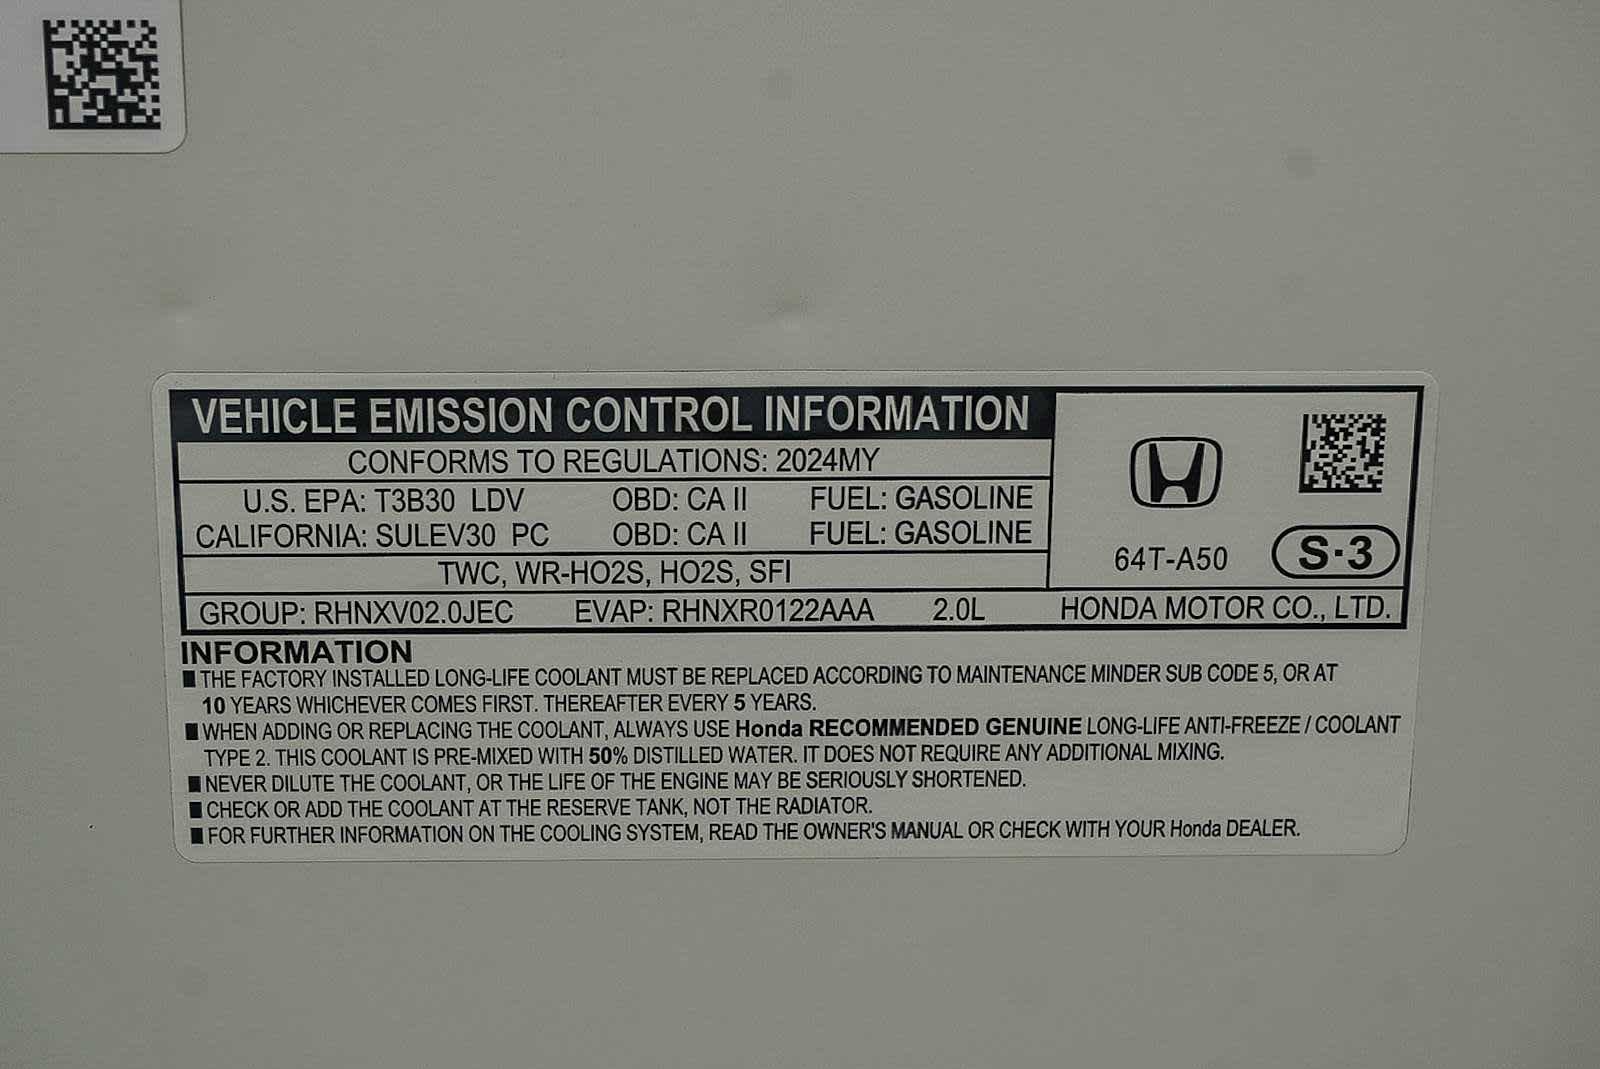 VEHICLE EMISSION CONTROL INFORMATION
CONFORMS TO REGULATIONS: 2024MY
U.S. EPA: T3B30 LDV OBD: CA II FUEL: GASOLINE
CALIFORNIA: SULEV30 PC OBD: CA II FUEL: GASOLINE
TWC, WR-HO2S, HO2S, SFI
64T-A50 S·3
GROUP: RHNXV02.0JEC EVAP: RHNXR0122AAA 2.0L HONDA MOTOR CO., LTD.
INFORMATION
■ THE FACTORY INSTALLED LONG-LIFE COOLANT MUST BE REPLACED ACCORDING TO MAINTENANCE MINDER SUB CODE 5, OR AT
10 YEARS WHICHEVER COMES FIRST. THEREAFTER EVERY 5 YEARS.
■ WHEN ADDING OR REPLACING THE COOLANT, ALWAYS USE Honda RECOMMENDED GENUINE LONG-LIFE ANTI-FREEZE / COOLANT
TYPE 2. THIS COOLANT IS PRE-MIXED WITH 50% DISTILLED WATER. IT DOES NOT REQUIRE ANY ADDITIONAL MIXING.
■ NEVER DILUTE THE COOLANT, OR THE LIFE OF THE ENGINE MAY BE SERIOUSLY SHORTENED.
■ CHECK OR ADD THE COOLANT AT THE RESERVE TANK, NOT THE RADIATOR.
■ FOR FURTHER INFORMATION ON THE COOLING SYSTEM, READ THE OWNER'S MANUAL OR CHECK WITH YOUR Honda DEALER.